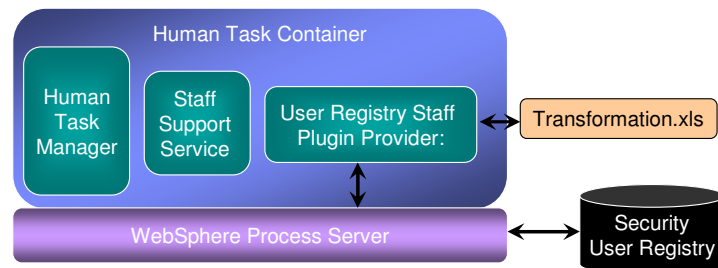 Human Task Container
Human
Task
Manager
Staff
Support
Service
User Registry Staff
Plugin Provider:
Transformation.xls
WebSphere Process Server
Security
User Registry